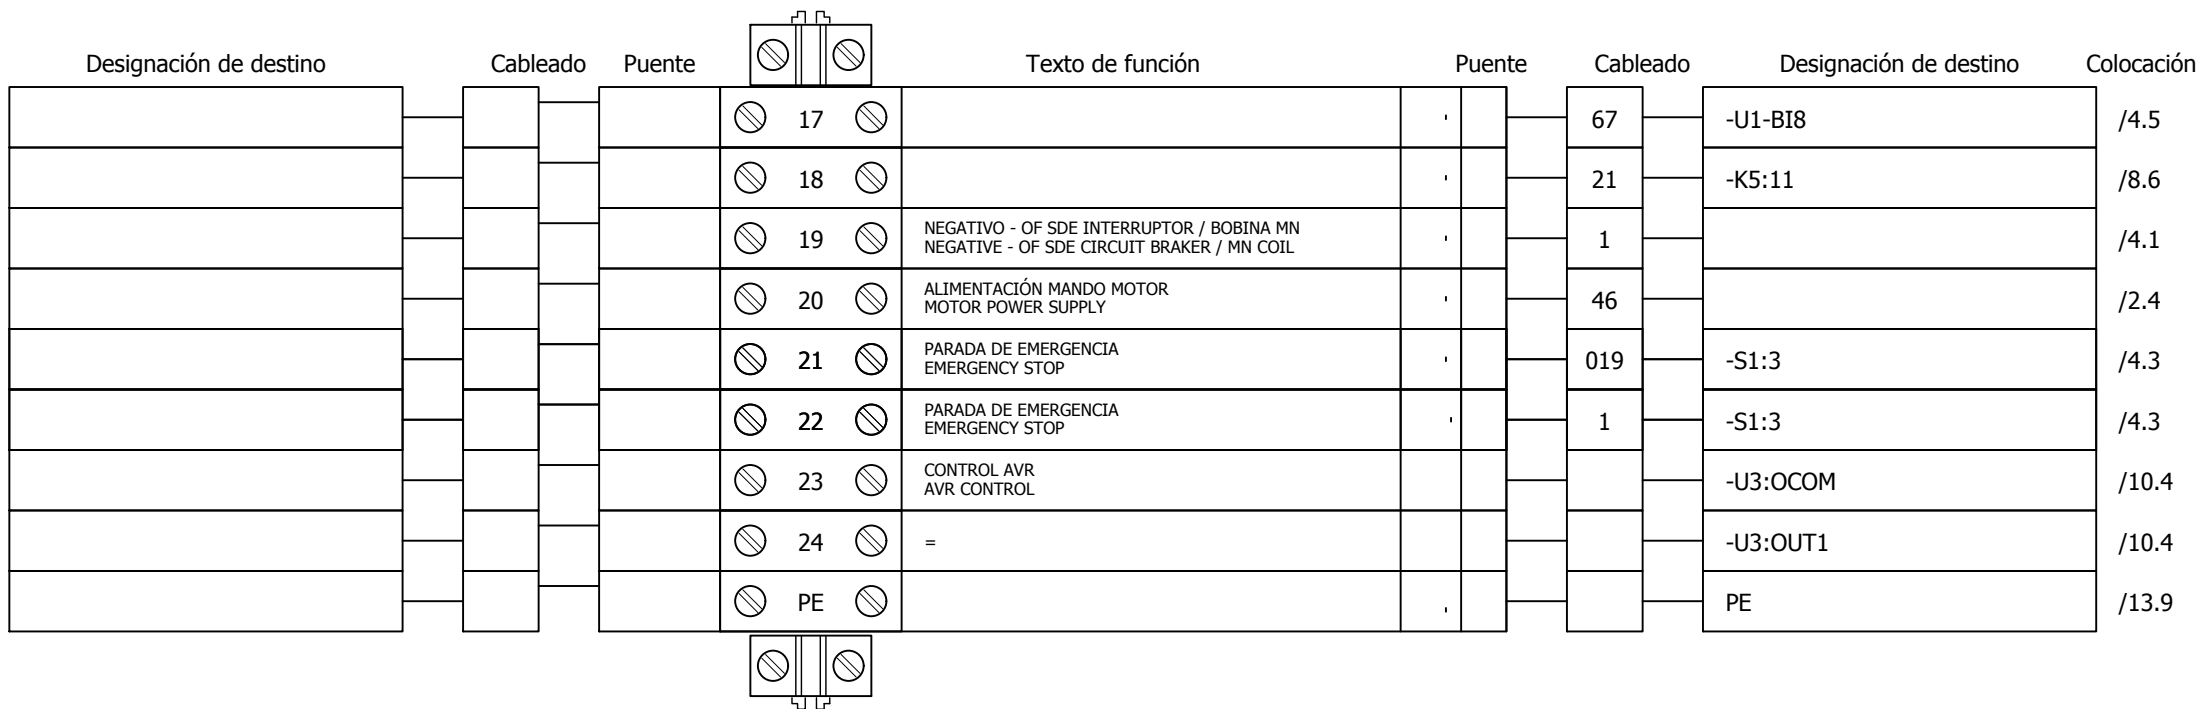 Designación de destino Cableado Puente Texto de función Puente Cableado Designación de destino Colocación
17 67 -U1-BI8 /4.5
18 21 -K5:11 /8.6
NEGATIVO - OF SDE INTERRUPTOR / BOBINA MN
19 NEGATIVE - OF SDE CIRCUIT BRAKER / MN COIL 1 /4.1
ALIMENTACIÓN MANDO MOTOR
20 MOTOR POWER SUPPLY 46 /2.4
PARADA DE EMERGENCIA
21 EMERGENCY STOP 019 -S1:3 /4.3
PARADA DE EMERGENCIA
22 EMERGENCY STOP 1 -S1:3 /4.3
CONTROL AVR
23 AVR CONTROL -U3:OCOM /10.4
24 = -U3:OUT1 /10.4
PE PE /13.9